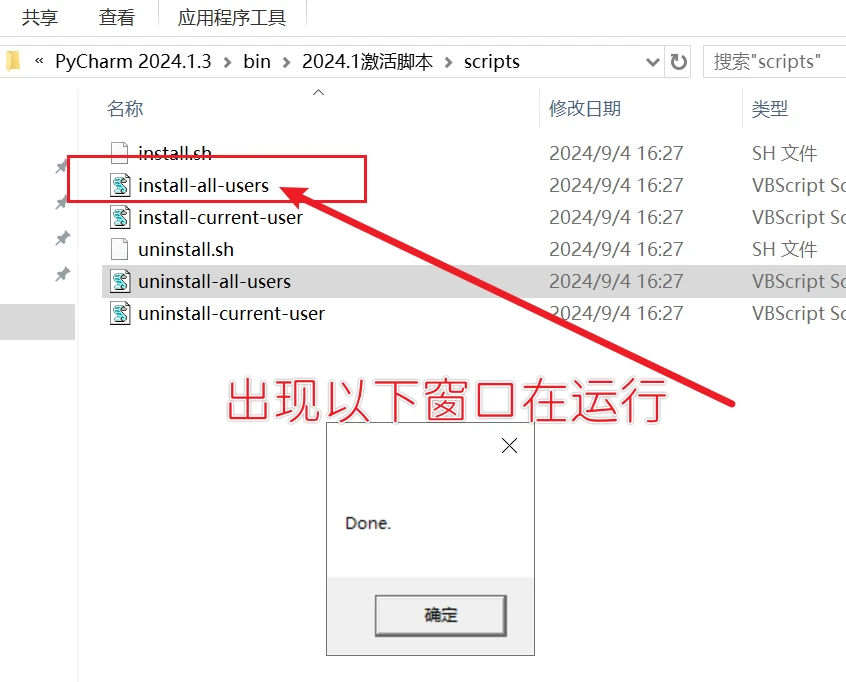 共享 查看 应用程序工具
« PyCharm 2024.1.3 > bin > 2024.1激活脚本 > scripts 搜索"scripts"
名称 修改日期 类型
install.sh 2024/9/4 16:27 SH 文件
install-all-users 2024/9/4 16:27 VBScript Sc
install-current-user 2024/9/4 16:27 VBScript Sc
uninstall.sh 2024/9/4 16:27 SH 文件
uninstall-all-users 2024/9/4 16:27 VBScript Sc
uninstall-current-user 2024/9/4 16:27 VBScript Sc
出现以下窗口在运行
Done.
确定